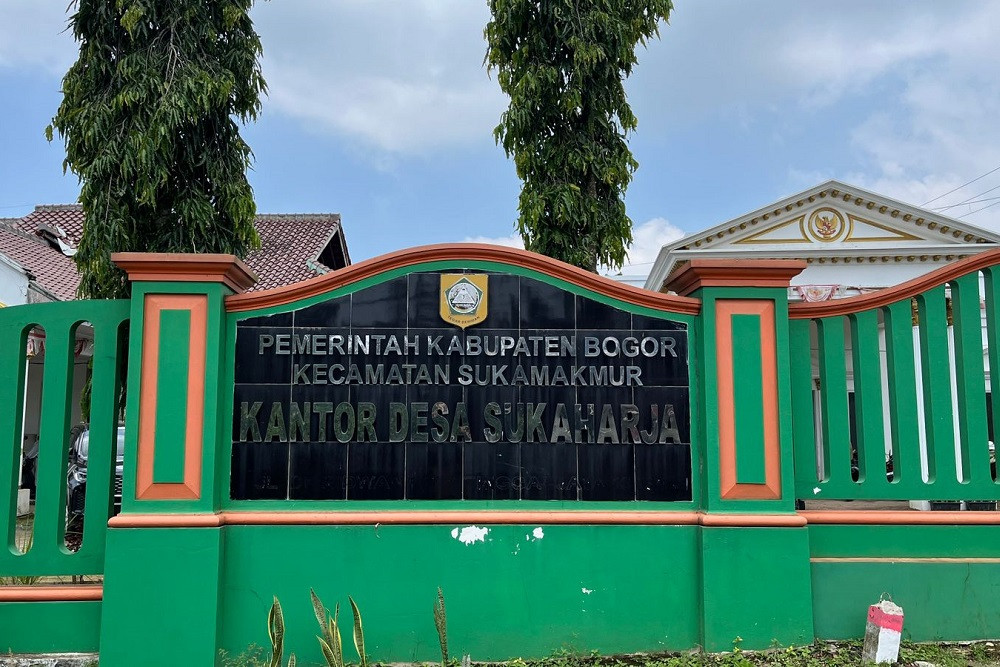 PEMERINTAH KABUPATEN BOGOR
KECAMATAN SUKAMAKMUR
KANTOR DESA SUKAHARJA